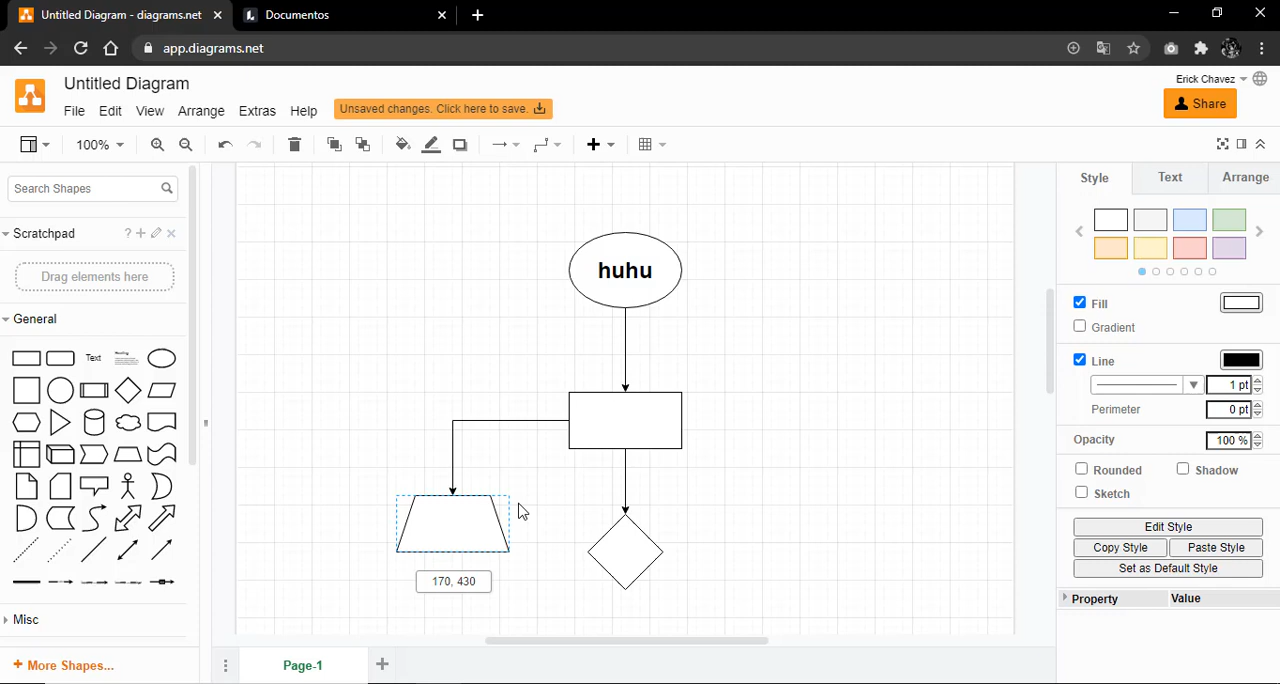 Untitled Diagram - diagrams.net
Documentos
app.diagrams.net
Untitled Diagram
Erick Chavez
File Edit View Arrange Extras Help
Unsaved changes. Click here to save.
Share
100%
Search Shapes
Style Text Arrange
Scratchpad
?
Drag elements here
General
Text
huhu
Fill
Gradient
Line
1 pt
Perimeter
0 pt
Opacity
100 %
Rounded
Shadow
Sketch
Edit Style
Copy Style
Paste Style
Set as Default Style
Property
Value
170, 430
Misc
+ More Shapes...
Page-1